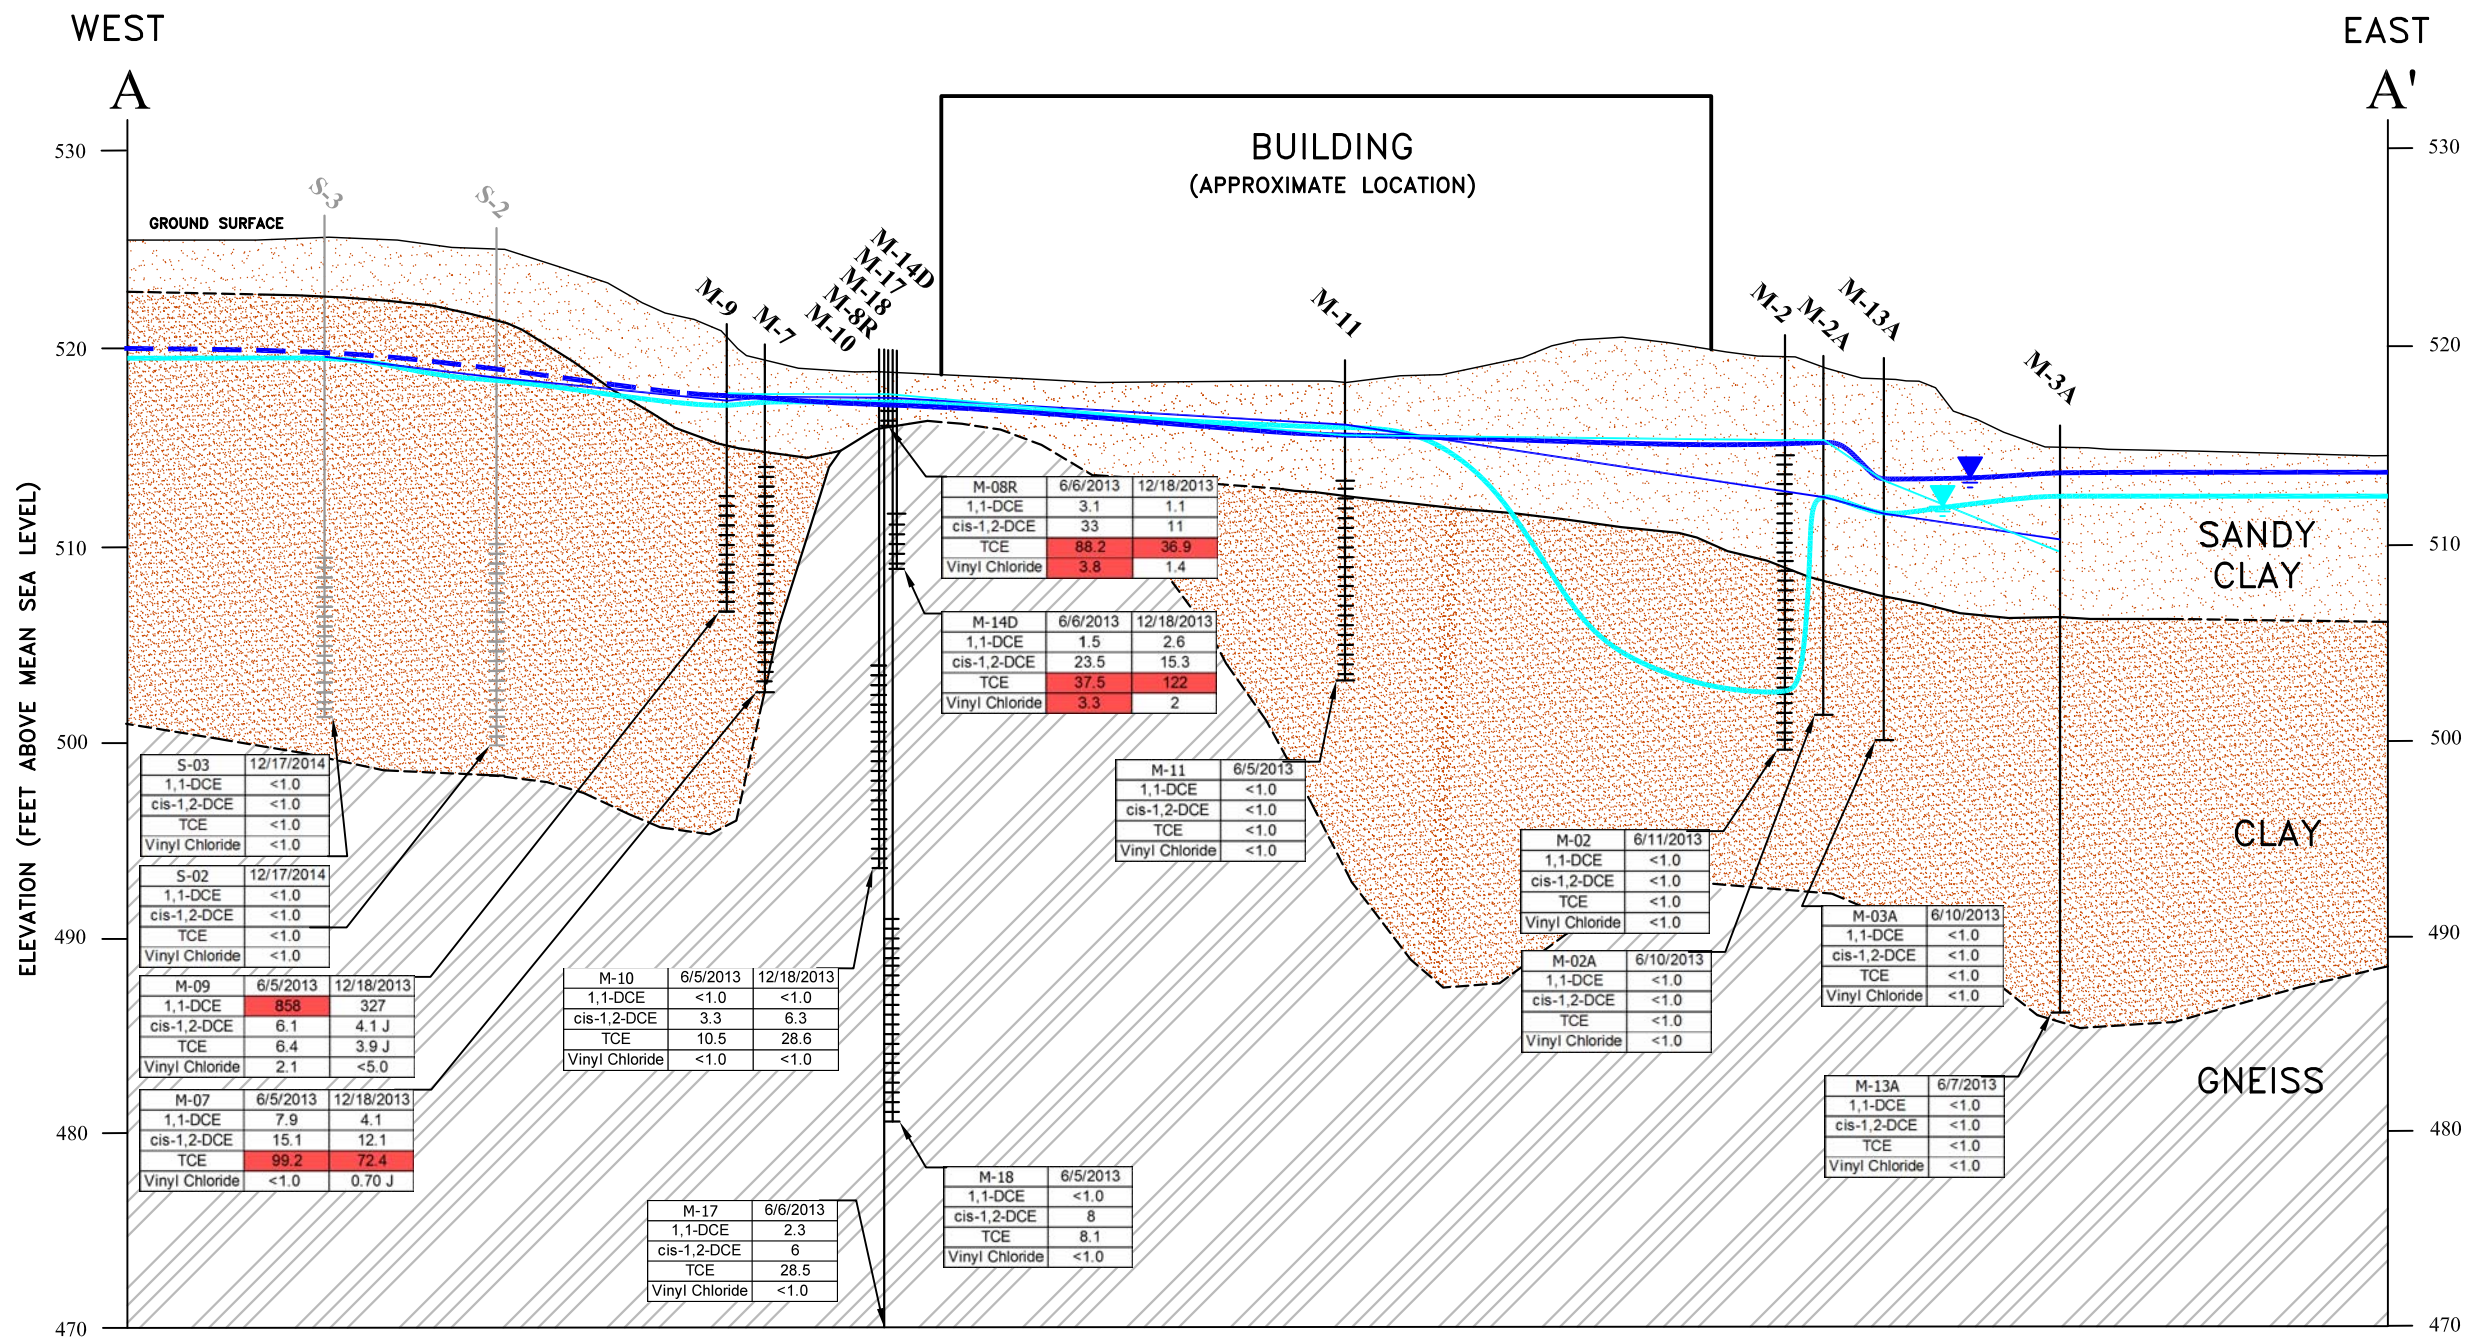 WEST
EAST
A
A'
BUILDING
(APPROXIMATE LOCATION)
530
530
S-3
S-2
GROUND SURFACE
M-14D
M-17
M-18
M-8R
M-10
M-9
M-7
M-11
M-2
M-2A
M-13A
M-3A
520
520
510
510
500
500
490
490
480
480
470
470
ELEVATION (FEET ABOVE MEAN SEA LEVEL)
SANDY
CLAY
CLAY
GNEISS
M-08R 6/6/2013 12/18/2013
1,1-DCE 3.1 1.1
cis-1,2-DCE 33 11
TCE 88.2 36.9
Vinyl Chloride 3.8 1.4
M-14D 6/6/2013 12/18/2013
1,1-DCE 1.5 2.6
cis-1,2-DCE 23.5 15.3
TCE 37.5 122
Vinyl Chloride 3.3 2
S-03 12/17/2014
1,1-DCE <1.0
cis-1,2-DCE <1.0
TCE <1.0
Vinyl Chloride <1.0
S-02 12/17/2014
1,1-DCE <1.0
cis-1,2-DCE <1.0
TCE <1.0
Vinyl Chloride <1.0
M-09 6/5/2013 12/18/2013
1,1-DCE 858 327
cis-1,2-DCE 6.1 4.1 J
TCE 6.4 3.9 J
Vinyl Chloride 2.1 <5.0
M-07 6/5/2013 12/18/2013
1,1-DCE 7.9 4.1
cis-1,2-DCE 15.1 12.1
TCE 99.2 72.4
Vinyl Chloride <1.0 0.70 J
M-10 6/5/2013 12/18/2013
1,1-DCE <1.0 <1.0
cis-1,2-DCE 3.3 6.3
TCE 10.5 28.6
Vinyl Chloride <1.0 <1.0
M-17 6/6/2013
1,1-DCE 2.3
cis-1,2-DCE 6
TCE 28.5
Vinyl Chloride <1.0
M-18 6/5/2013
1,1-DCE <1.0
cis-1,2-DCE 8
TCE 8.1
Vinyl Chloride <1.0
M-11 6/5/2013
1,1-DCE <1.0
cis-1,2-DCE <1.0
TCE <1.0
Vinyl Chloride <1.0
M-02 6/11/2013
1,1-DCE <1.0
cis-1,2-DCE <1.0
TCE <1.0
Vinyl Chloride <1.0
M-02A 6/10/2013
1,1-DCE <1.0
cis-1,2-DCE <1.0
TCE <1.0
Vinyl Chloride <1.0
M-03A 6/10/2013
1,1-DCE <1.0
cis-1,2-DCE <1.0
TCE <1.0
Vinyl Chloride <1.0
M-13A 6/7/2013
1,1-DCE <1.0
cis-1,2-DCE <1.0
TCE <1.0
Vinyl Chloride <1.0